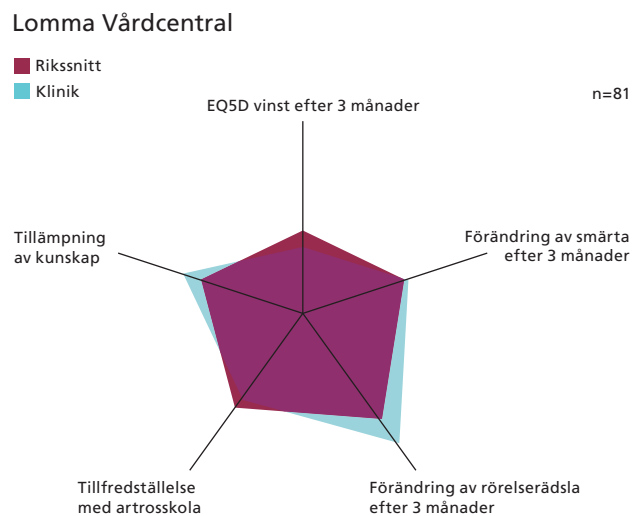 Lomma Vårdcentral
Rikssnitt
Klinik
n=81
EQ5D vinst efter 3 månader
Tillämpning
av kunskap
Förändring av smärta
efter 3 månader
Tillfredställelse
med artrosskola
Förändring av rörelserädsla
efter 3 månader